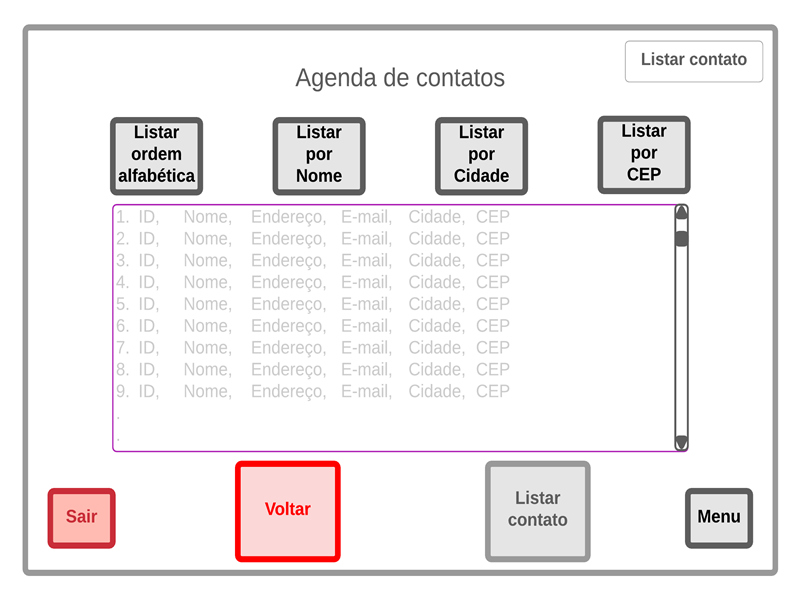 Listar contato
Agenda de contatos
Listar
ordem
alfabética
Listar
por
Nome
Listar
por
Cidade
Listar
por
CEP
1. ID, Nome, Endereço, E-mail, Cidade, CEP
2. ID, Nome, Endereço, E-mail, Cidade, CEP
3. ID, Nome, Endereço, E-mail, Cidade, CEP
4. ID, Nome, Endereço, E-mail, Cidade, CEP
5. ID, Nome, Endereço, E-mail, Cidade, CEP
6. ID, Nome, Endereço, E-mail, Cidade, CEP
7. ID, Nome, Endereço, E-mail, Cidade, CEP
8. ID, Nome, Endereço, E-mail, Cidade, CEP
9. ID, Nome, Endereço, E-mail, Cidade, CEP
.
.
Sair
Voltar
Listar
contato
Menu